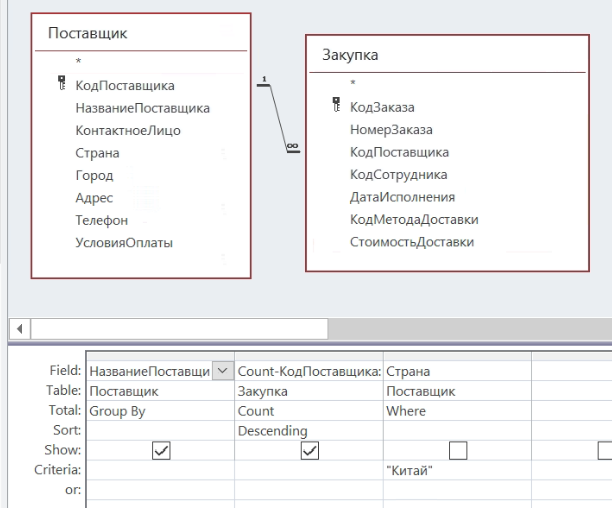 Поставщик
*
КодПоставщика
НазваниеПоставщика
КонтактноеЛицо
Страна
Город
Адрес
Телефон
УсловияОплаты
1
∞
Закупка
*
КодЗаказа
НомерЗаказа
КодПоставщика
КодСотрудника
ДатаИсполнения
КодМетодаДоставки
СтоимостьДоставки
Field: НазваниеПоставщи Count-КодПоставщика: Страна
Table: Поставщик Закупка Поставщик
Total: Group By Count Where
Sort: Descending
Show:
Criteria: "Китай"
or: